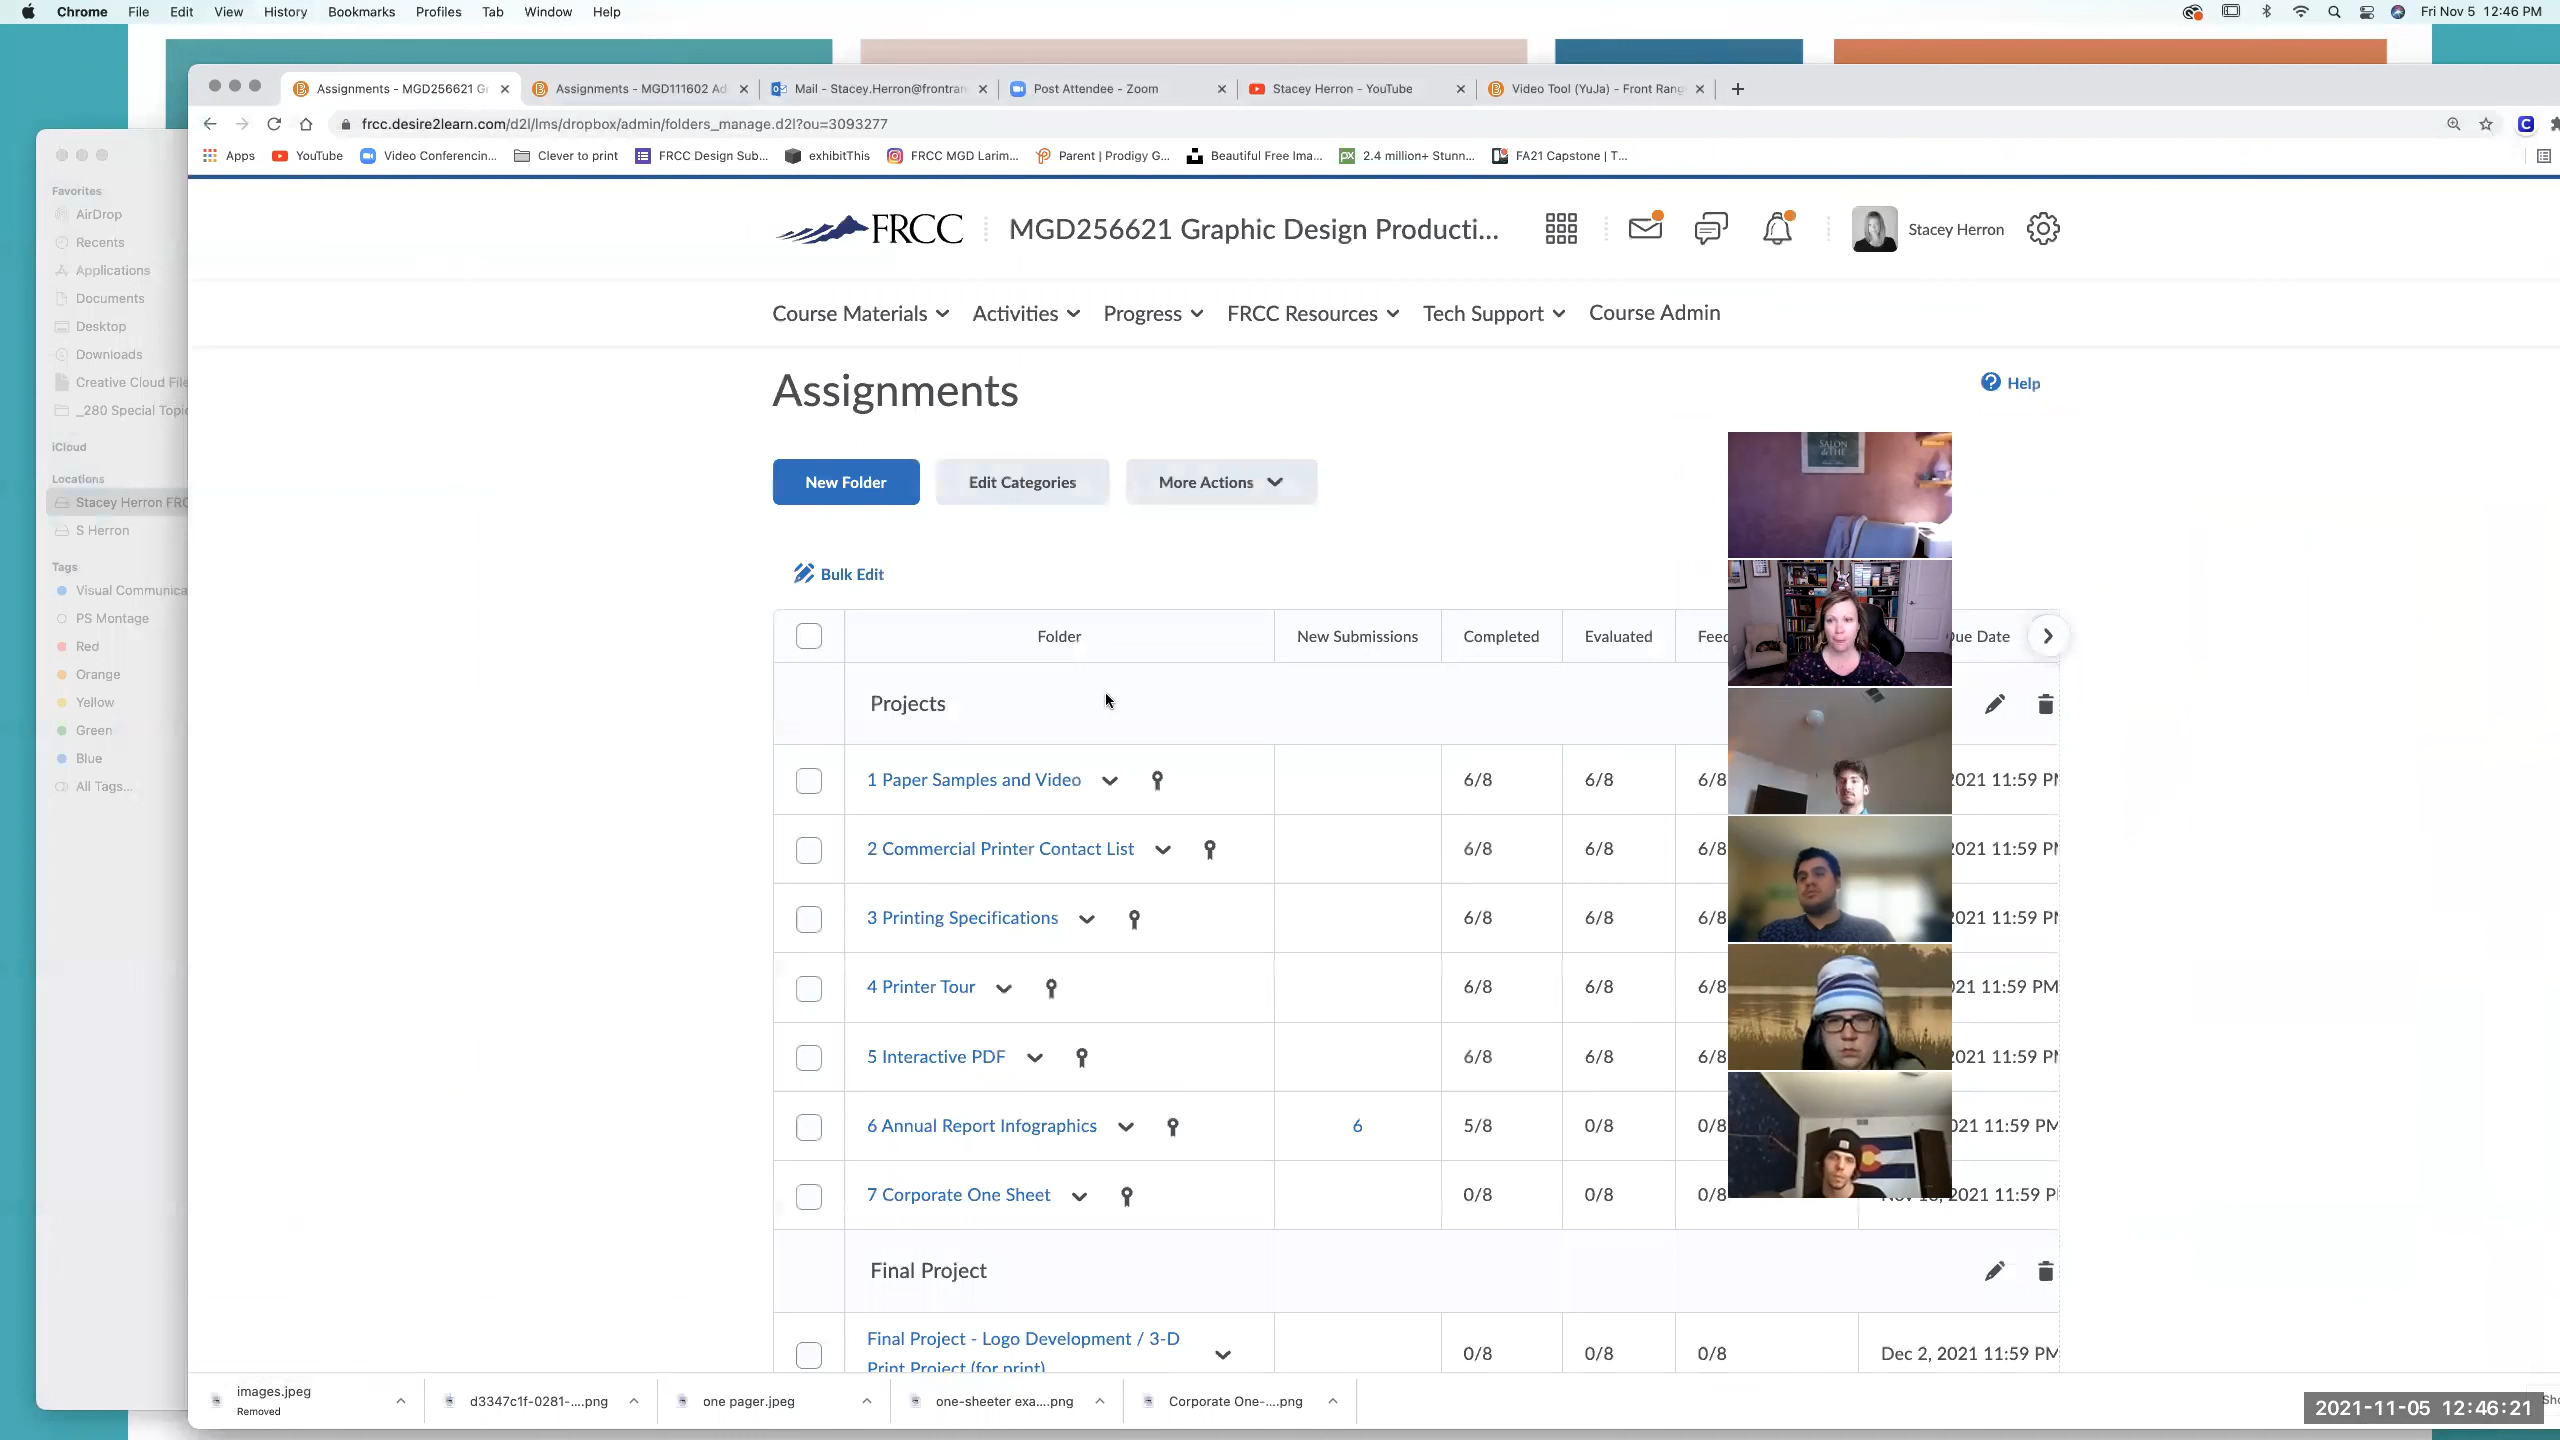 Chrome File Edit View History Bookmarks Profiles Tab Window Help
Fri Nov 5 12:46 PM
Assignments - MGD256621 G
Assignments - MGD111602 Ad
Mail - Stacey.Herron@frontran
Post Attendee - Zoom
Stacey Herron - YouTube
Video Tool (YuJa) - Front Rang
frcc.desire2learn.com/d2l/lms/dropbox/admin/folders_manage.d2l?ou=3093277
Apps YouTube Video Conferencin... Clever to print FRCC Design Sub... exhibitThis FRCC MGD Larim... Parent | Prodigy G... Beautiful Free Ima... 2.4 million+ Stunn... FA21 Capstone | T...
Favorites
AirDrop
Recents
Applications
Documents
Desktop
Downloads
Creative Cloud File
_280 Special Topic
iCloud
Locations
Stacey Herron FRC
S Herron
Tags
Visual Communica
PS Montage
Red
Orange
Yellow
Green
Blue
All Tags...
FRCC MGD256621 Graphic Design Producti... Stacey Herron
Course Materials Activities Progress FRCC Resources Tech Support Course Admin
Assignments
Help
New Folder Edit Categories More Actions
SALON
Bulk Edit
Folder New Submissions Completed Evaluated Feed ue Date
Projects
1 Paper Samples and Video 6/8 6/8 6/8 2021 11:59 PM
2 Commercial Printer Contact List 6/8 6/8 6/8 2021 11:59 PM
3 Printing Specifications 6/8 6/8 6/8 2021 11:59 PM
4 Printer Tour 6/8 6/8 6/8 021 11:59 PM
5 Interactive PDF 6/8 6/8 6/8 2021 11:59 PM
6 Annual Report Infographics 6 5/8 0/8 0/8 021 11:59 PM
7 Corporate One Sheet 0/8 0/8 0/8 2021 11:59 P
Final Project
Final Project - Logo Development / 3-D 0/8 0/8 0/8 Dec 2, 2021 11:59 PM
Print Project (for print)
images.jpeg
Removed
d3347c1f-0281-....png
one pager.jpeg
one-sheeter exa....png
Corporate One-....png
Sho
2021-11-05 12:46:21